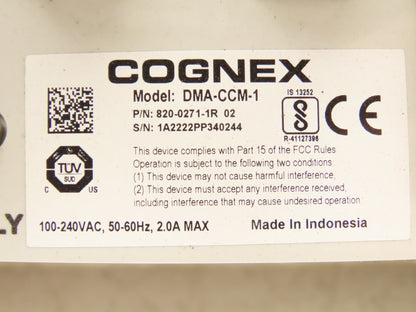 COGNEX
Model: DMA-CCM-1
P/N: 820-0271-1R 02
S/N: 1A2222PP340244
IS 13252
R-41127396
CE
TÜV
SUD
C US
This device complies with Part 15 of the FCC Rules
Operation is subject to the following two conditions
(1) This device may not cause harmful interference,
(2) This device must accept any interference received,
including interference that may cause undesired operation.
LY
100-240VAC, 50-60Hz, 2.0A MAX
Made In Indonesia